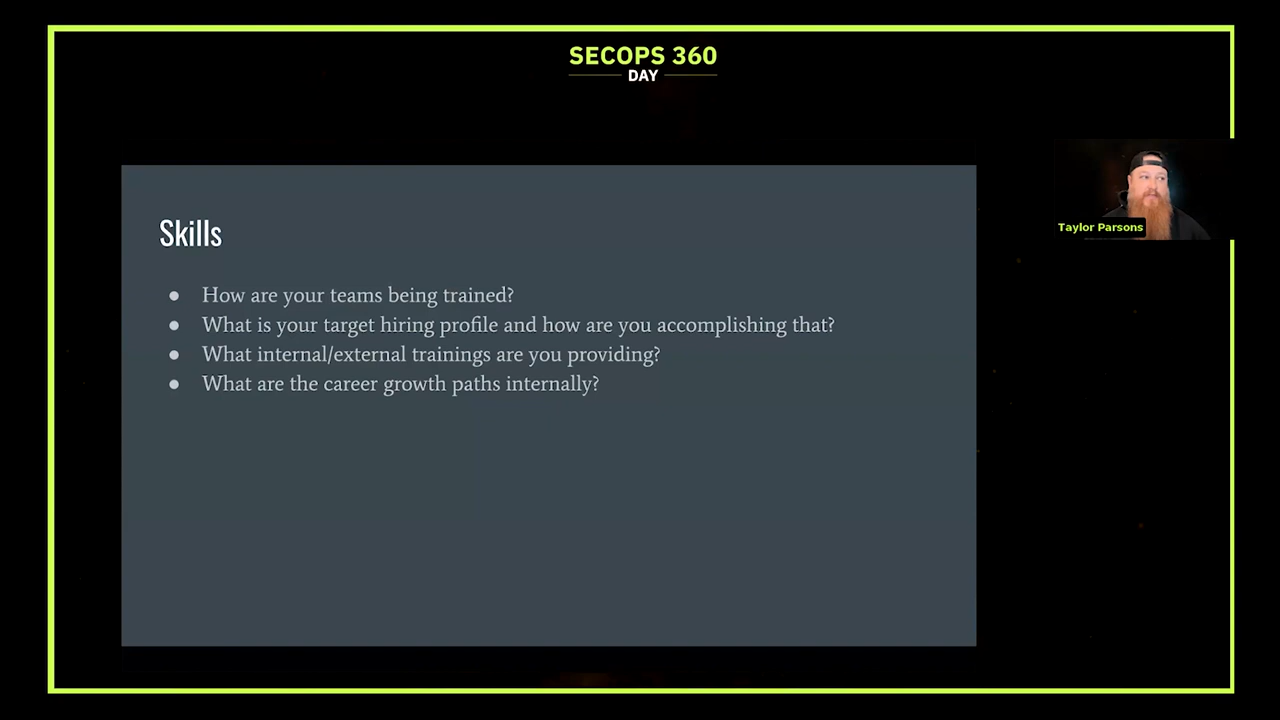 SECOPS 360
DAY
Skills
● How are your teams being trained?
● What is your target hiring profile and how are you accomplishing that?
● What internal/external trainings are you providing?
● What are the career growth paths internally?
Taylor Parsons